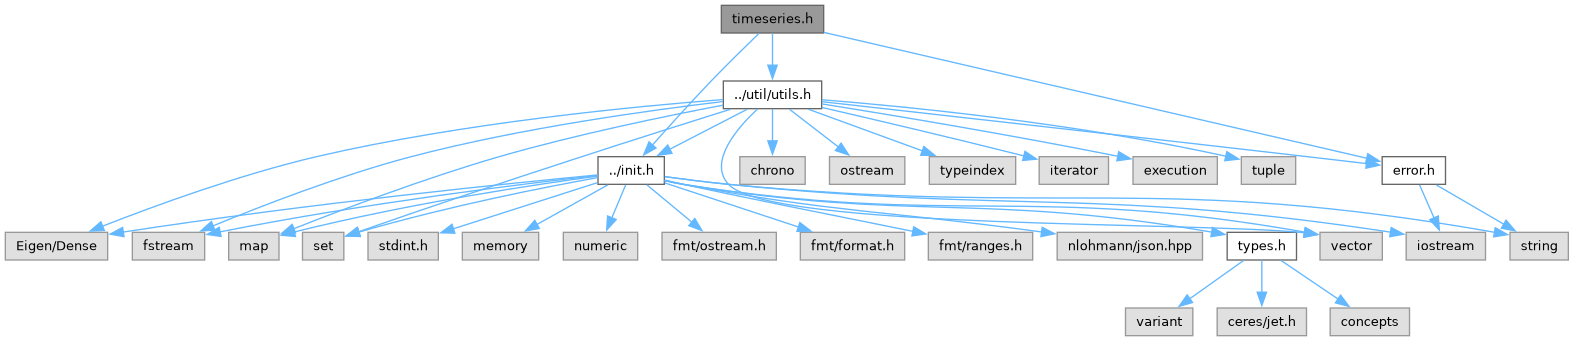 timeseries.h
../util/utils.h
../init.h
chrono
ostream
typeindex
iterator
execution
tuple
error.h
Eigen/Dense
fstream
map
set
stdint.h
memory
numeric
fmt/ostream.h
fmt/format.h
fmt/ranges.h
nlohmann/json.hpp
types.h
vector
iostream
string
variant
ceres/jet.h
concepts